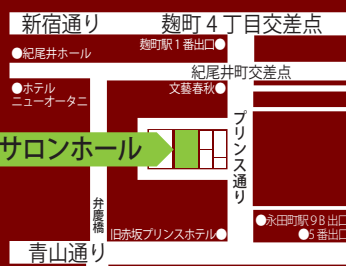 新宿通り
麹町4丁目交差点
●紀尾井ホール
麹町駅1番出口●
紀尾井町交差点
●ホテル
ニューオータニ
文藝春秋●
プリンス通り
サロンホール
弁慶橋
旧赤坂プリンスホテル●
●永田町駅9B出口
●5番出口
青山通り